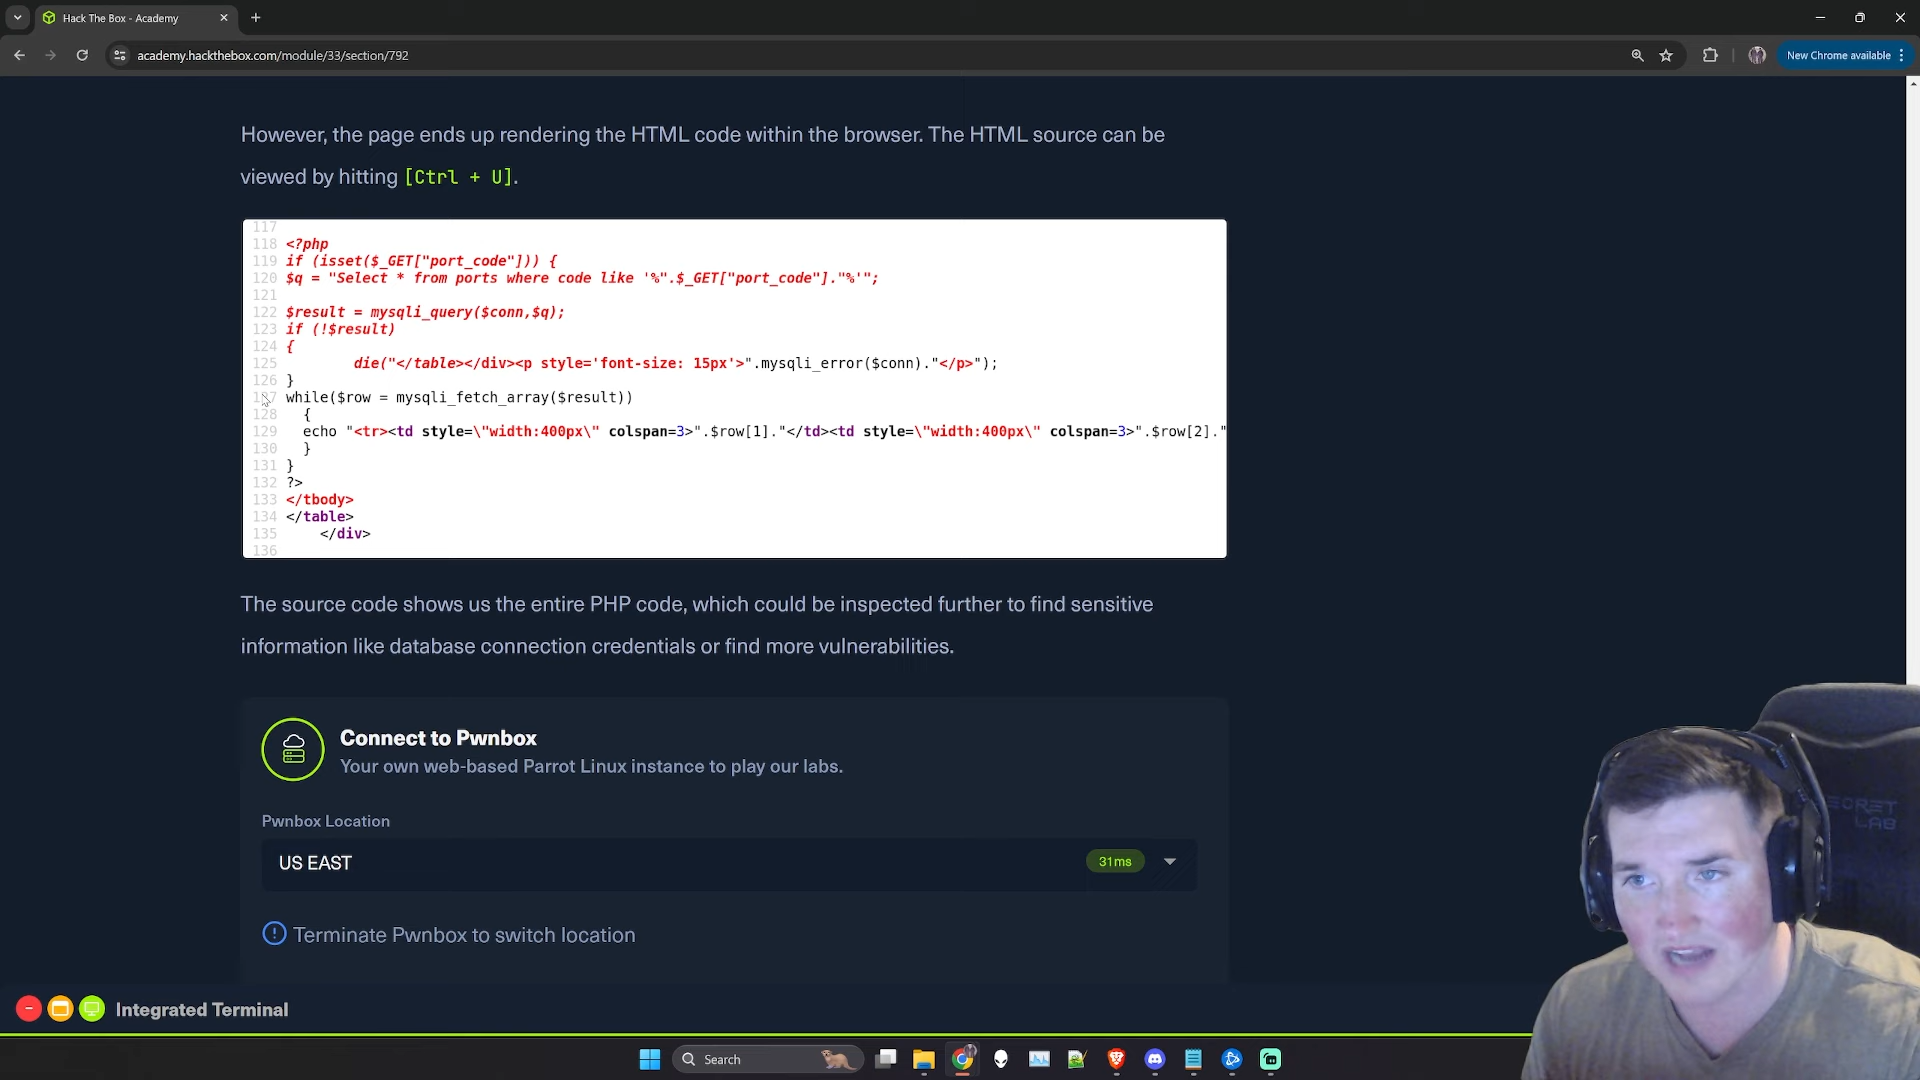 Hack The Box - Academy
academy.hackthebox.com/module/33/section/792
New Chrome available
However, the page ends up rendering the HTML code within the browser. The HTML source can be
viewed by hitting [Ctrl + U].
117
118 <?php
119 if (isset($_GET["port_code"])) {
120 $q = "Select * from ports where code like '%".$_GET["port_code"]."%'";
121
122 $result = mysqli_query($conn,$q);
123 if (!$result)
124 {
125 die("</table></div><p style='font-size: 15px'>".mysqli_error($conn)."</p>");
126 }
127 while($row = mysqli_fetch_array($result))
128 {
129 echo "<tr><td style=\"width:400px\" colspan=3>".$row[1]."</td><td style=\"width:400px\" colspan=3>".$row[2]."
130 }
131 }
132 ?>
133 </tbody>
134 </table>
135 </div>
136
The source code shows us the entire PHP code, which could be inspected further to find sensitive
information like database connection credentials or find more vulnerabilities.
Connect to Pwnbox
Your own web-based Parrot Linux instance to play our labs.
Pwnbox Location
US EAST
31ms
Terminate Pwnbox to switch location
Integrated Terminal
Search
SECRET
LAB